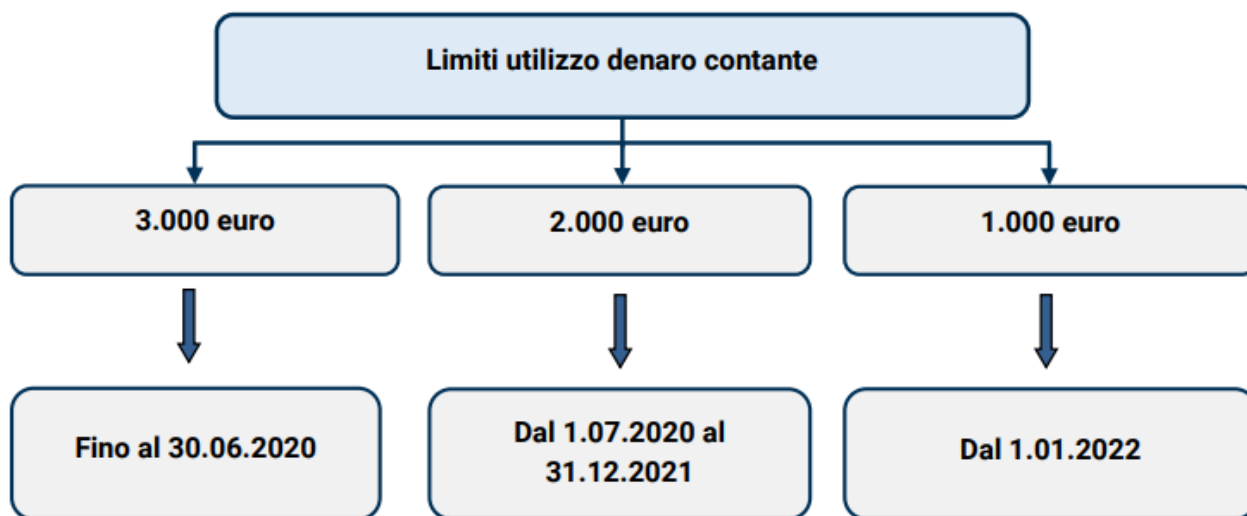 Limiti utilizzo denaro contante
3.000 euro
2.000 euro
1.000 euro
Fino al 30.06.2020
Dal 1.07.2020 al
31.12.2021
Dal 1.01.2022